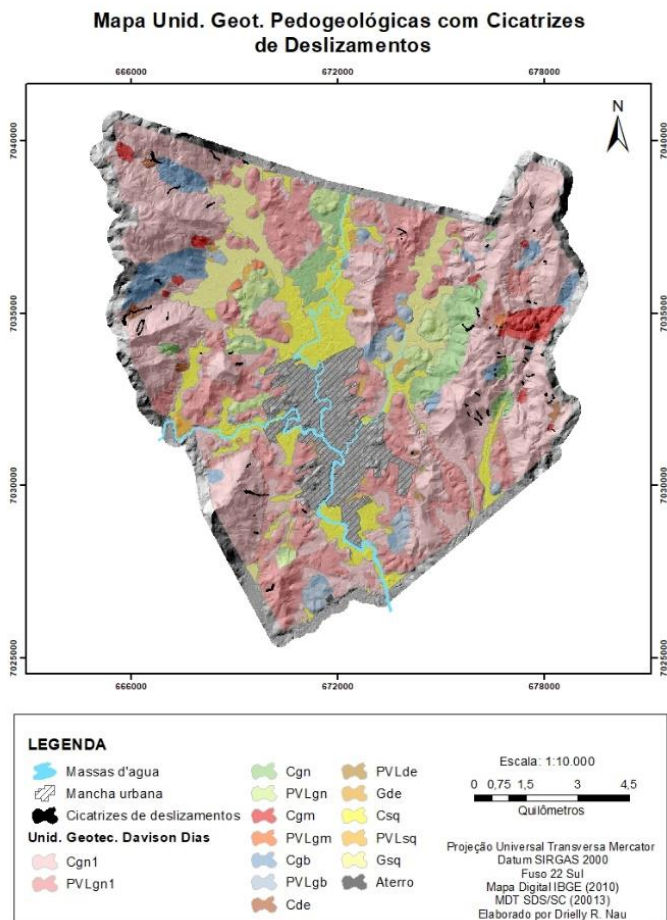 Mapa Unid. Geot. Pedogeológicas com Cicatrizes
de Deslizamentos
666000 672000 678000
N
7040000 7040000
7035000 7035000
7030000 7030000
7025000 7025000
666000 672000 678000
LEGENDA
Massas d'agua
Mancha urbana
Cicatrizes de deslizamentos
Unid. Geotec. Davison Dias
Cgn1
PVLgn1
Cgn
PVLgn
Cgm
PVLgm
Cgb
PVLgb
Cde
PVLde
Gde
Csq
PVLsq
Gsq
Aterro
Escala: 1:10.000
0 0,75 1,5 3 4,5
Quilômetros
Projeção Universal Transversa Mercator
Datum SIRGAS 2000
Fuso 22 Sul
Mapa Digital IBGE (2010)
MDT SDS/SC (20013)
Elaborado por Drielly R. Nau